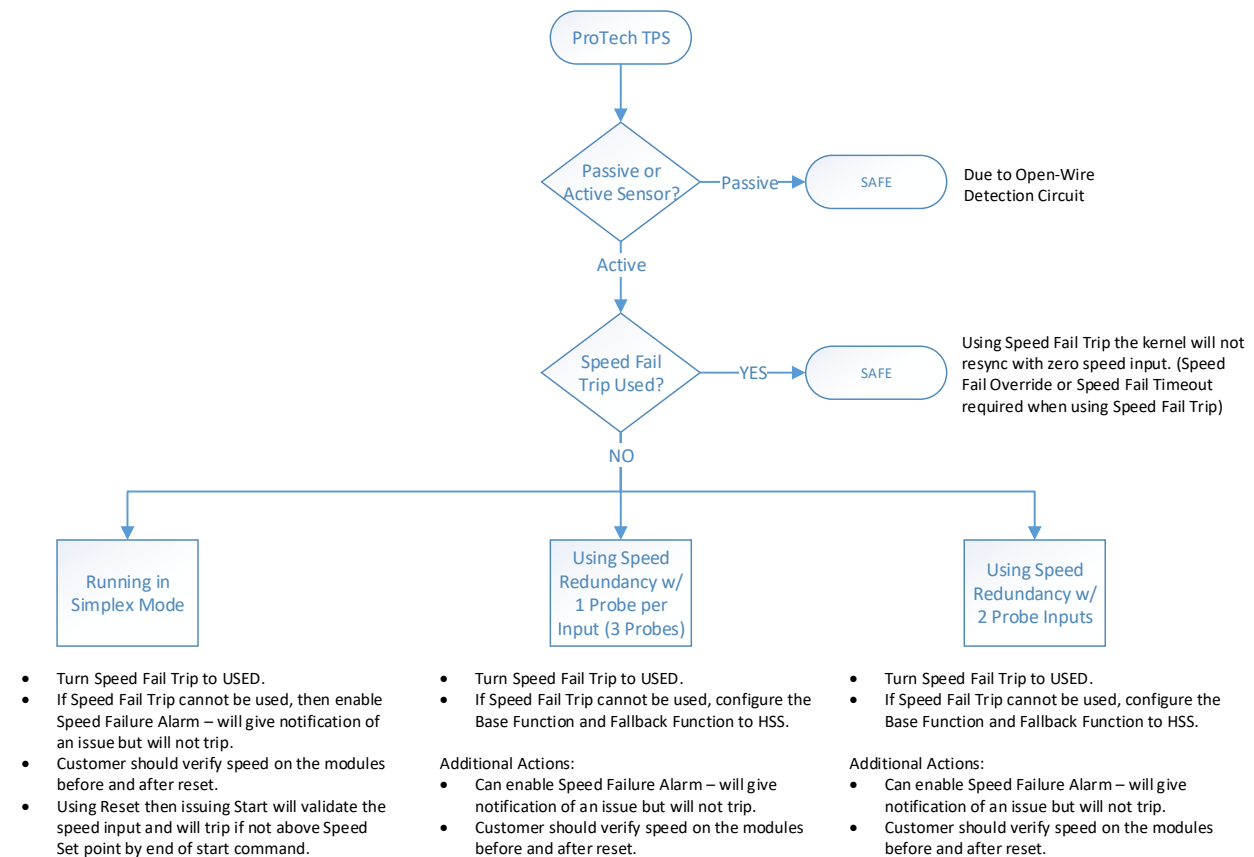 ProTech TPS
Passive or
Active Sensor?
Passive
SAFE
Due to Open-Wire
Detection Circuit
Active
Speed Fail
Trip Used?
YES
SAFE
Using Speed Fail Trip the kernel will not
resync with zero speed input. (Speed
Fail Override or Speed Fail Timeout
required when using Speed Fail Trip)
NO
Running in
Simplex Mode
• Turn Speed Fail Trip to USED.
• If Speed Fail Trip cannot be used, then enable
Speed Failure Alarm – will give notification of
an issue but will not trip.
• Customer should verify speed on the modules
before and after reset.
• Using Reset then issuing Start will validate the
speed input and will trip if not above Speed
Set point by end of start command.
Using Speed
Redundancy w/
1 Probe per
Input (3 Probes)
• Turn Speed Fail Trip to USED.
• If Speed Fail Trip cannot be used, configure the
Base Function and Fallback Function to HSS.
Additional Actions:
• Can enable Speed Failure Alarm – will give
notification of an issue but will not trip.
• Customer should verify speed on the modules
before and after reset.
Using Speed
Redundancy w/
2 Probe Inputs
• Turn Speed Fail Trip to USED.
• If Speed Fail Trip cannot be used, configure the
Base Function and Fallback Function to HSS.
Additional Actions:
• Can enable Speed Failure Alarm – will give
notification of an issue but will not trip.
• Customer should verify speed on the modules
before and after reset.